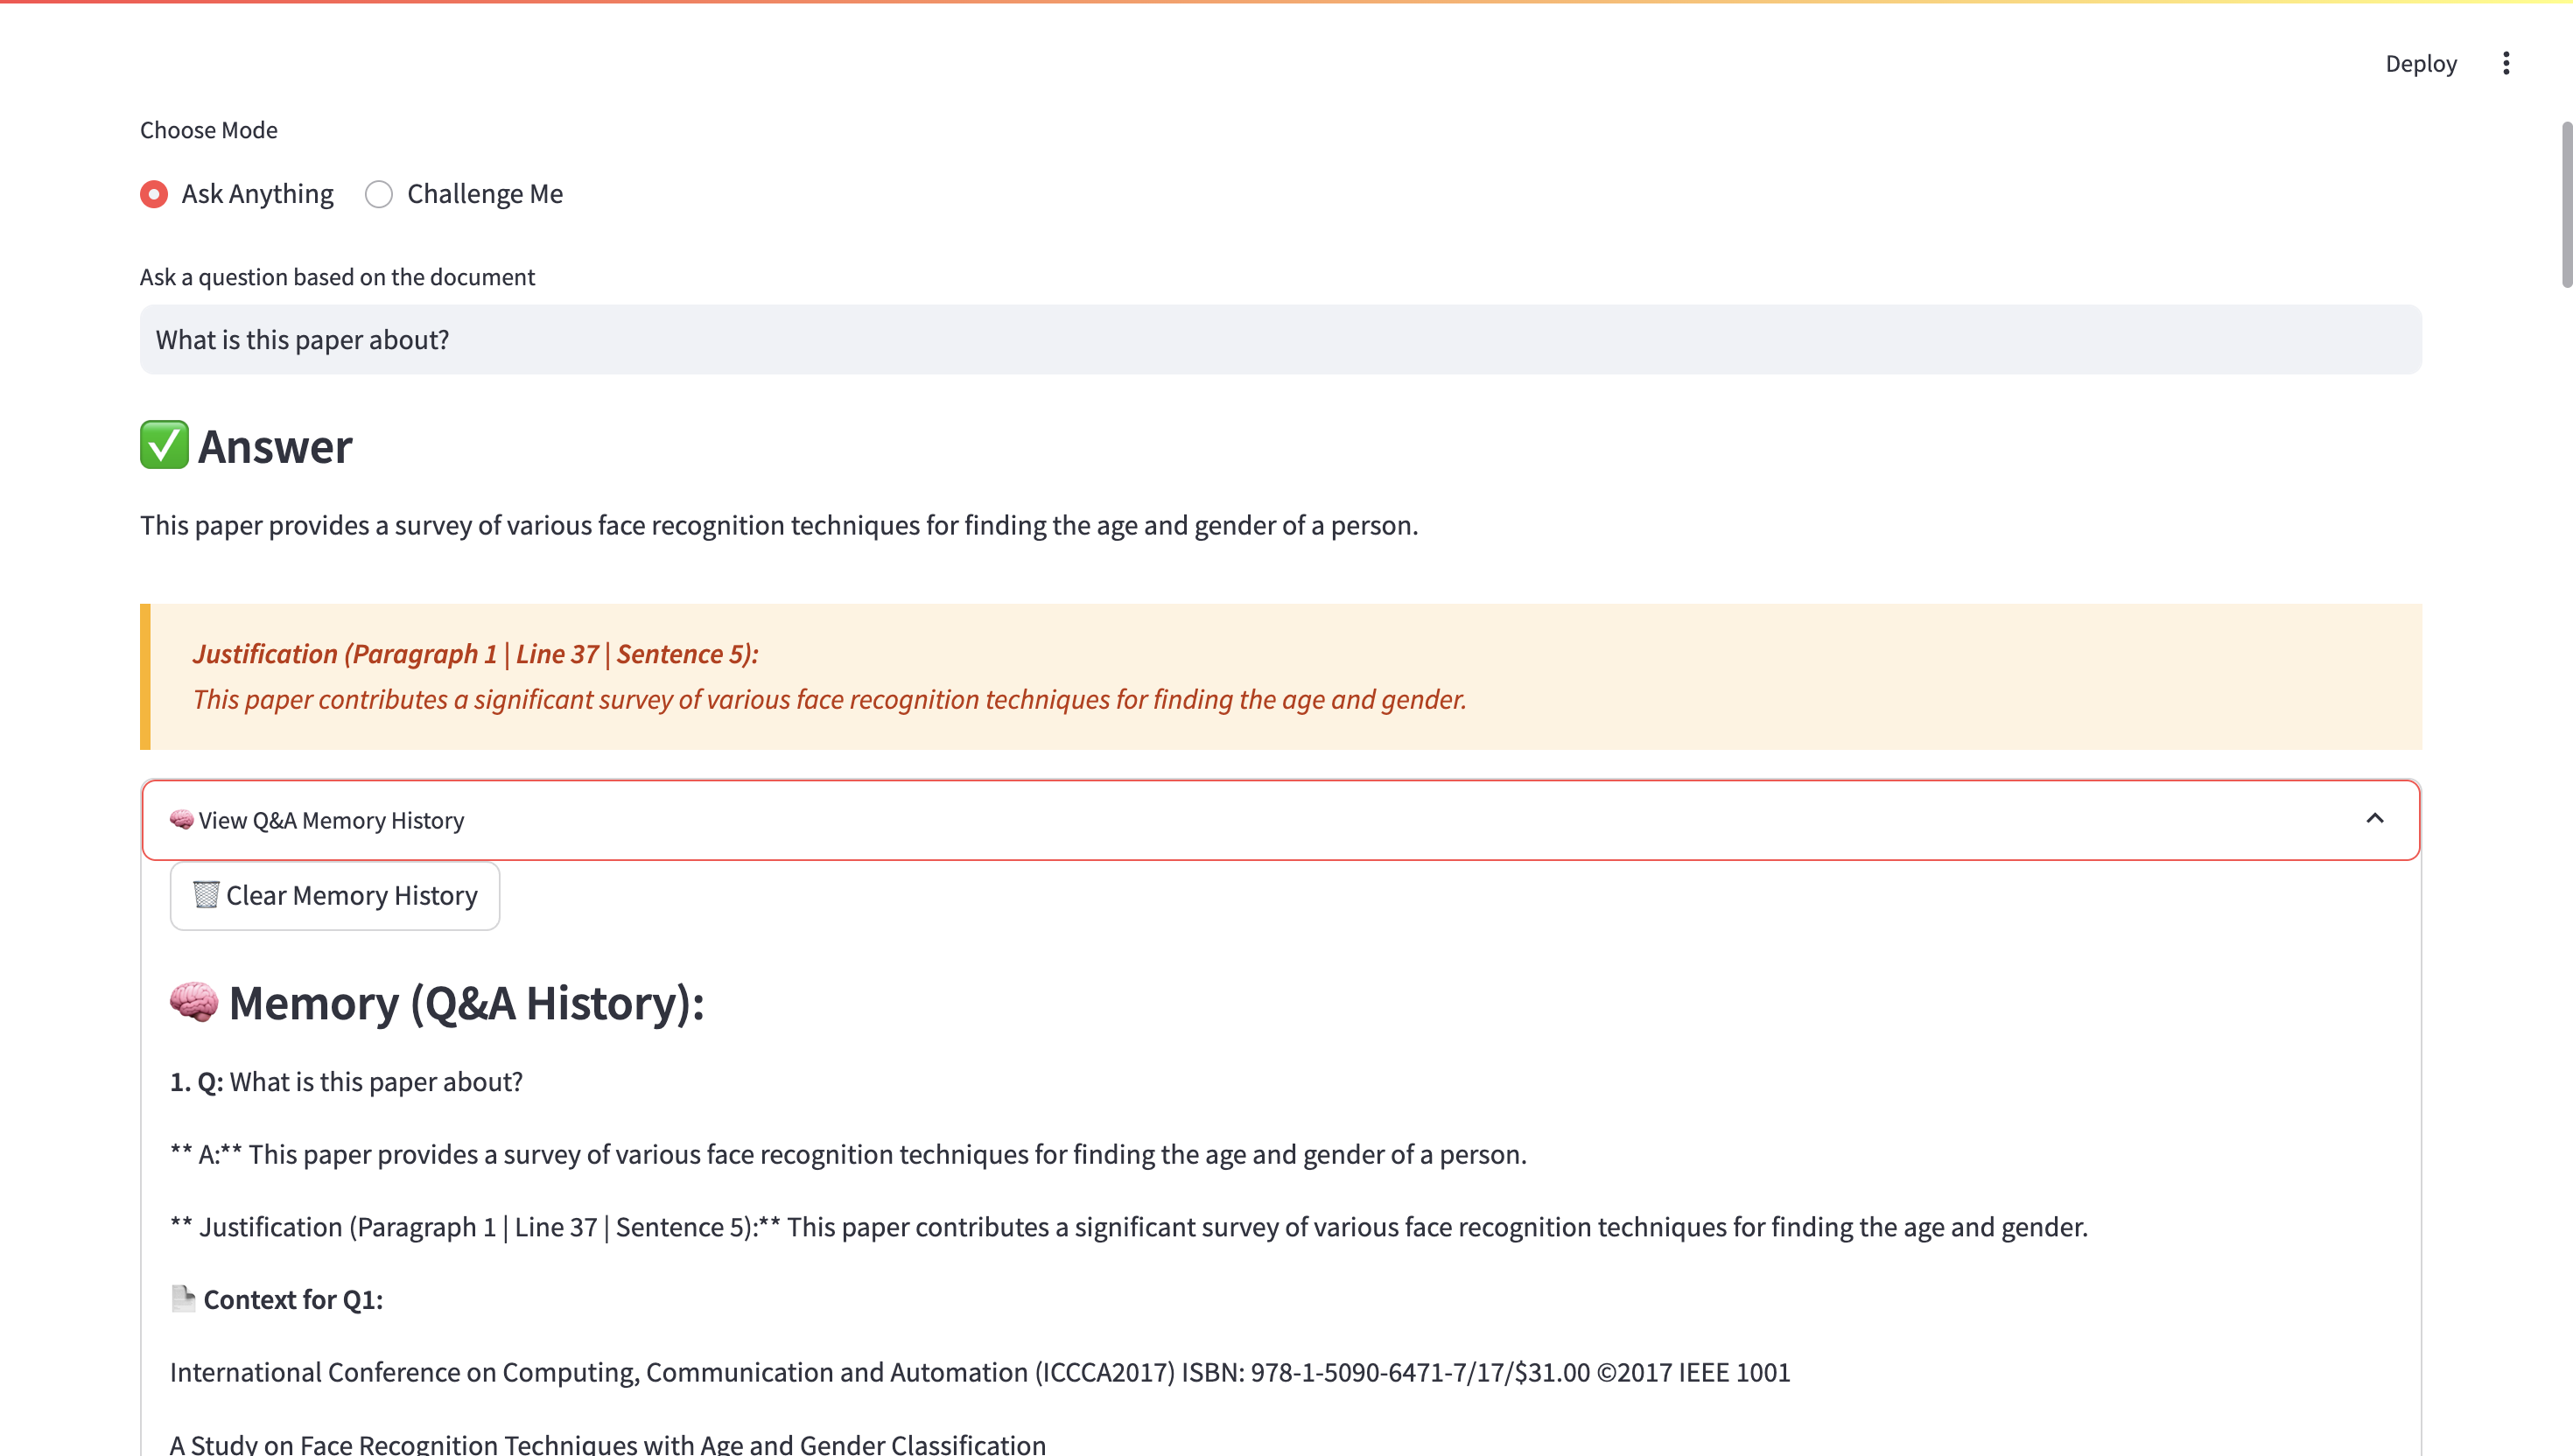 Deploy
Choose Mode
Ask Anything Challenge Me
Ask a question based on the document
What is this paper about?
✅ Answer
This paper provides a survey of various face recognition techniques for finding the age and gender of a person.
Justification (Paragraph 1 | Line 37 | Sentence 5):
This paper contributes a significant survey of various face recognition techniques for finding the age and gender.
🧠 View Q&A Memory History
🗑️ Clear Memory History
🧠 Memory (Q&A History):
1. Q: What is this paper about?
** A:** This paper provides a survey of various face recognition techniques for finding the age and gender of a person.
** Justification (Paragraph 1 | Line 37 | Sentence 5):** This paper contributes a significant survey of various face recognition techniques for finding the age and gender.
📄 Context for Q1:
International Conference on Computing, Communication and Automation (ICCCA2017) ISBN: 978-1-5090-6471-7/17/$31.00 ©2017 IEEE 1001
A Study on Face Recognition Techniques with Age and Gender Classification